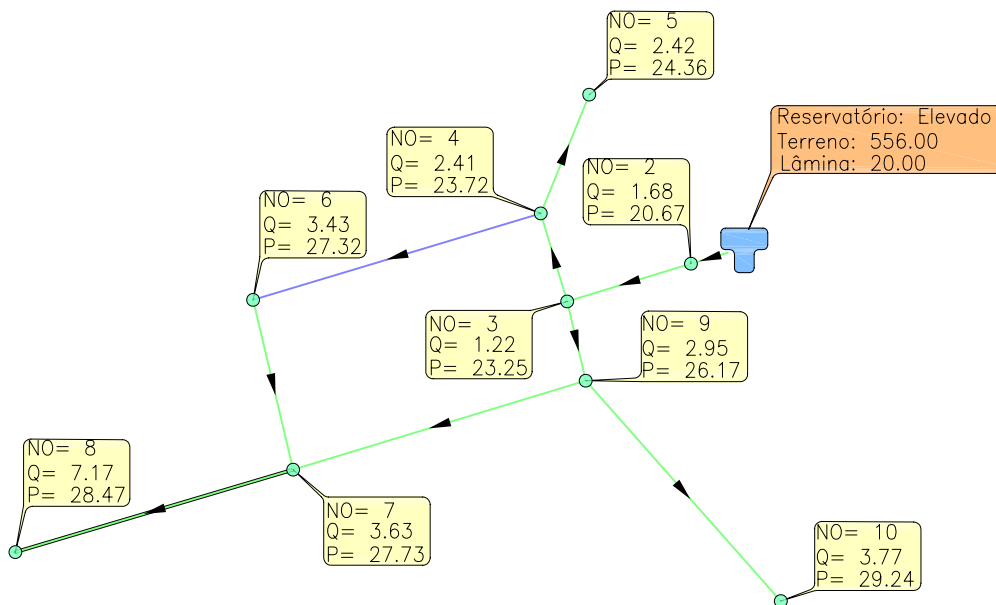 NO= 5
Q= 2.42
P= 24.36
Reservatório: Elevado
Terreno: 556.00
Lâmina: 20.00
NO= 4
Q= 2.41
P= 23.72
NO= 2
Q= 1.68
P= 20.67
NO= 6
Q= 3.43
P= 27.32
NO= 3
Q= 1.22
P= 23.25
NO= 9
Q= 2.95
P= 26.17
NO= 8
Q= 7.17
P= 28.47
NO= 7
Q= 3.63
P= 27.73
NO= 10
Q= 3.77
P= 29.24